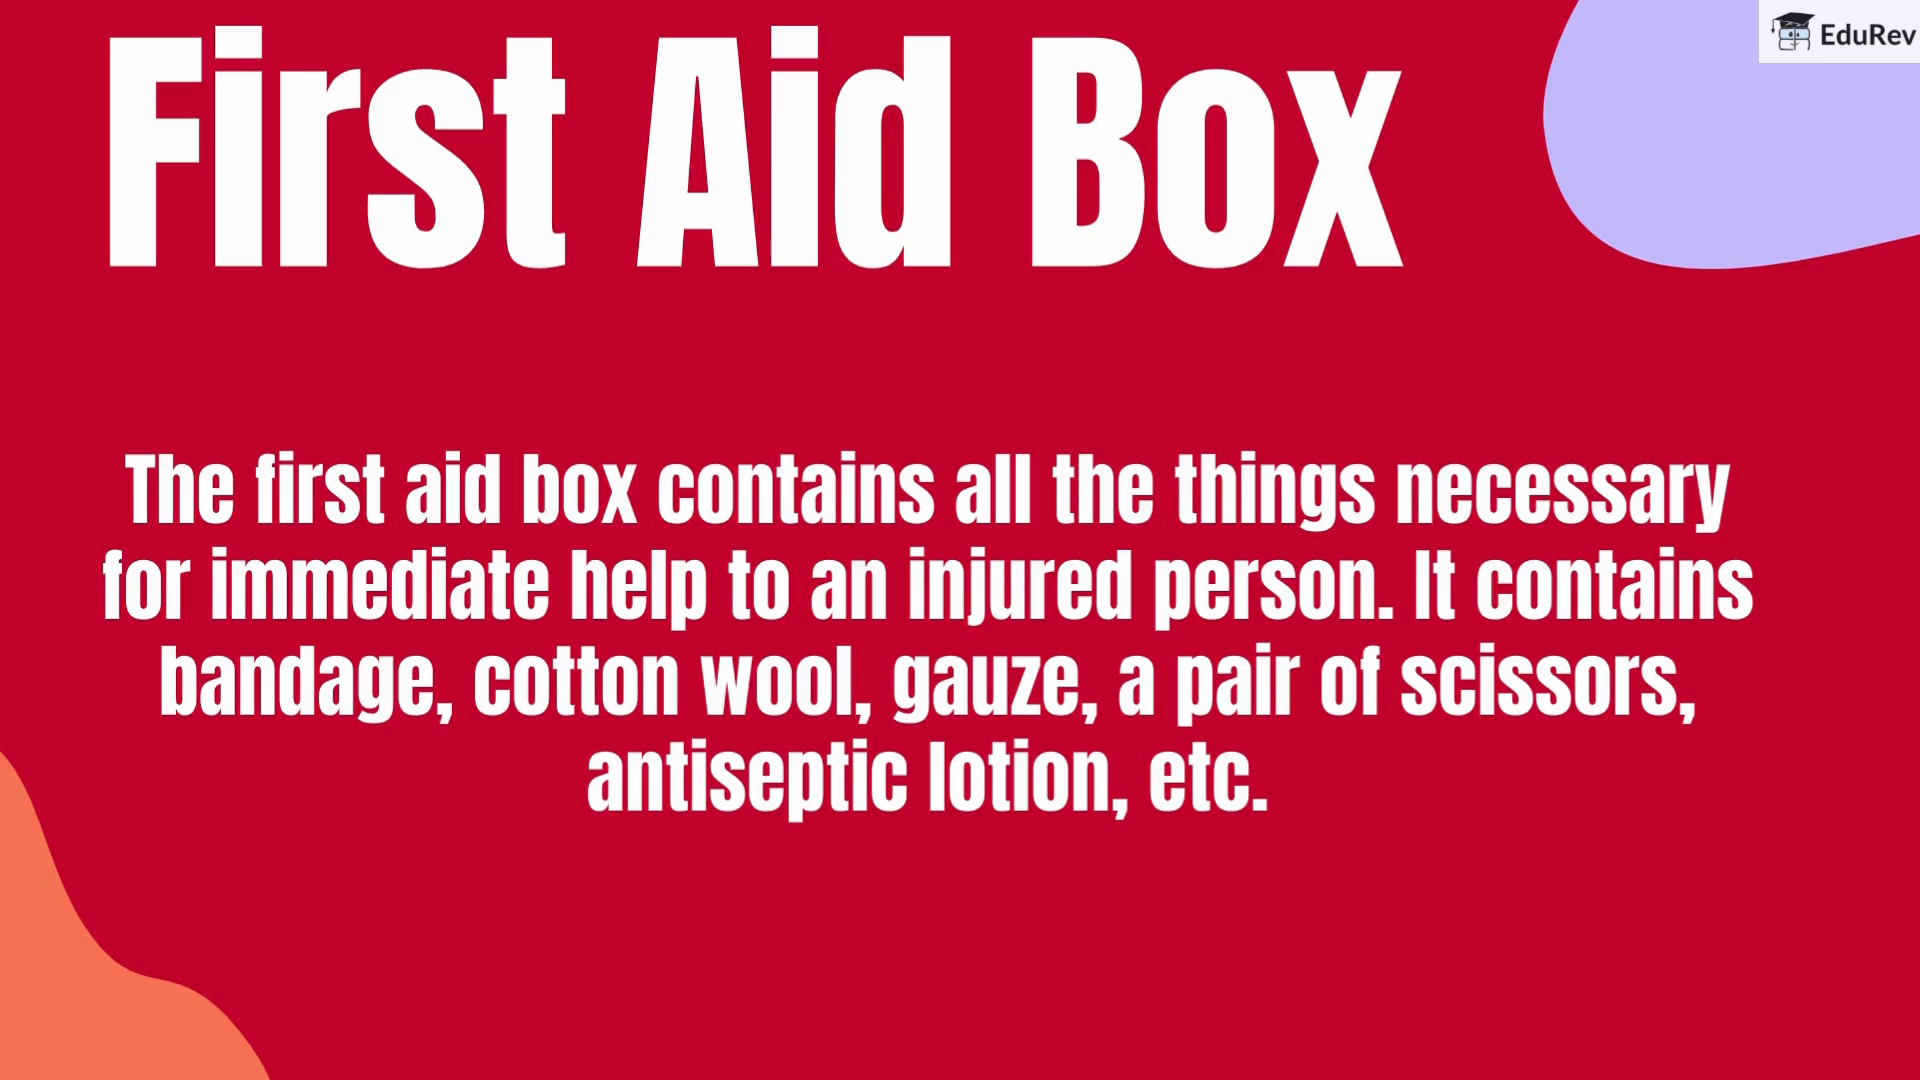 First Aid Box
EduRev
The first aid box contains all the things necessary
for immediate help to an injured person. It contains
bandage, cotton wool, gauze, a pair of scissors,
antiseptic lotion, etc.